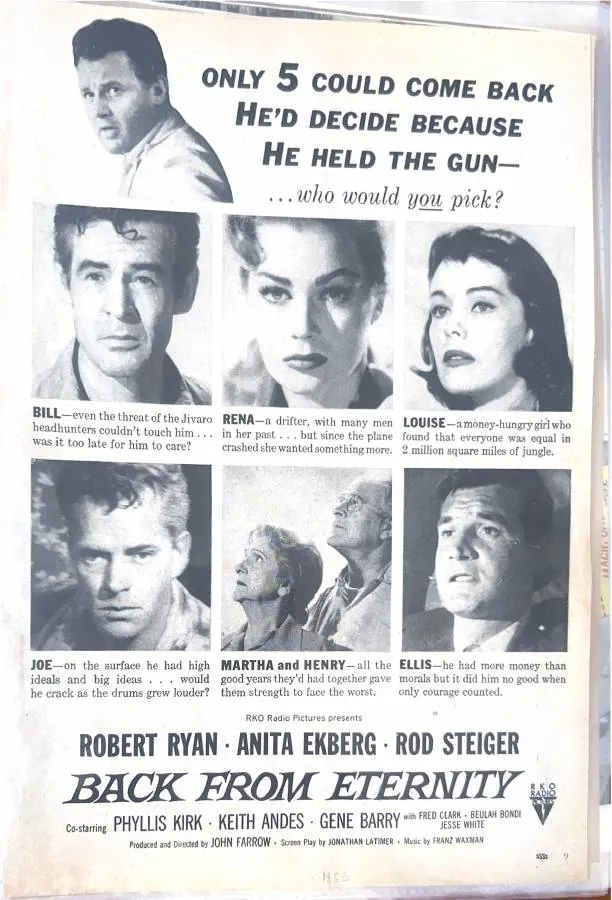 ONLY 5 COULD COME BACK
HE'D DECIDE BECAUSE
HE HELD THE GUN—
...who would you pick?
BILL—even the threat of the Jivaro
headhunters couldn't touch him ...
was it too late for him to care?
RENA—a drifter, with many men
in her past . . . but since the plane
crashed she wanted something more.
LOUISE—a money-hungry girl who
found that everyone was equal in
2 million square miles of jungle.
JOE—on the surface he had high
ideals and big ideas . . . would
he crack as the drums grew louder?
MARTHA and HENRY—all the
good years they'd had together gave
them strength to face the worst.
ELLIS—he had more money than
morals but it did him no good when
only courage counted.
RKO Radio Pictures presents
ROBERT RYAN · ANITA EKBERG · ROD STEIGER
BACK FROM ETERNITY
RKO
RADIO
Co-starring PHYLLIS KIRK · KEITH ANDES · GENE BARRY with FRED CLARK · BEULAH BONDI
JESSE WHITE
Produced and Directed by JOHN FARROW · Screen Play by JONATHAN LATIMER · Music by FRANZ WAXMAN
9
1956